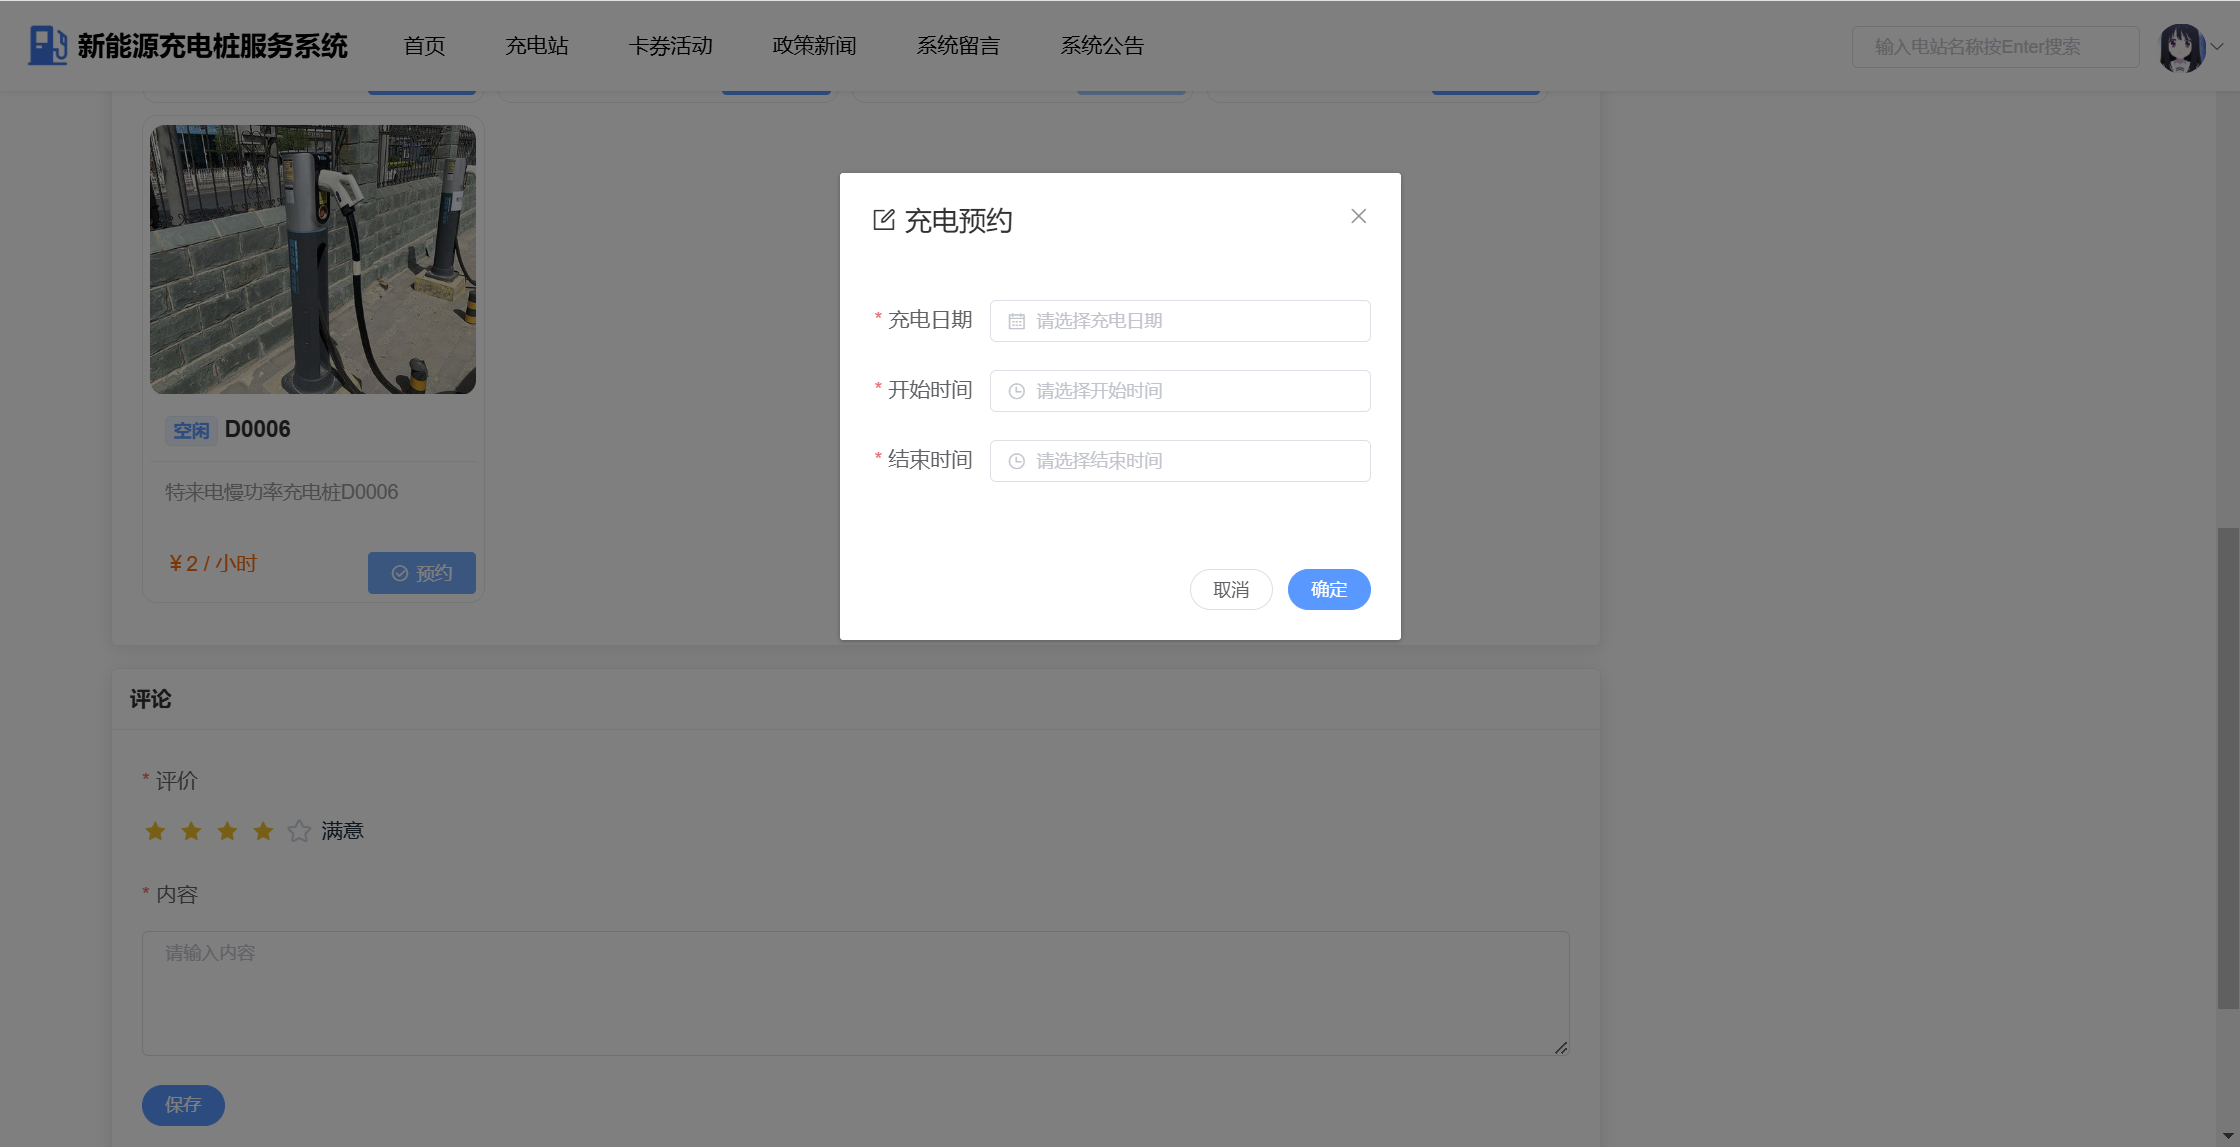 新能源充电桩服务系统 首页 充电站 卡券活动 政策新闻 系统留言 系统公告 输入电站名称按Enter搜索
空闲 D0006
特来电慢功率充电桩D0006
¥ 2 / 小时 预约
充电预约
* 充电日期 请选择充电日期
* 开始时间 请选择开始时间
* 结束时间 请选择结束时间
取消 确定
评论
* 评价
满意
* 内容
请输入内容
保存